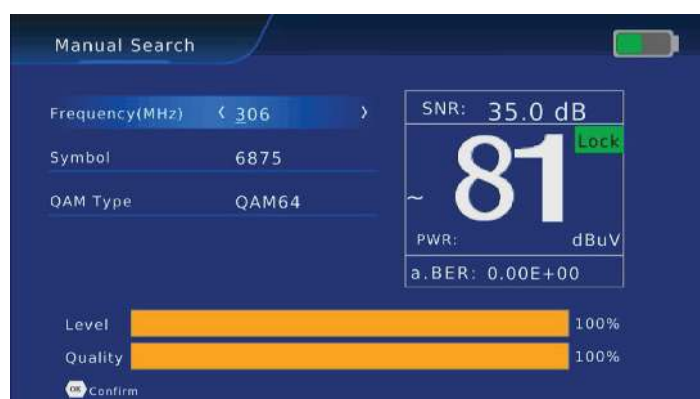 Manual Search
Frequency(MHz) < 306 >
Symbol 6875
QAM Type QAM64
SNR: 35.0 dB
Lock
~ 81
PWR: dBuV
a.BER: 0.00E+00
Level 100%
Quality 100%
OK Confirm